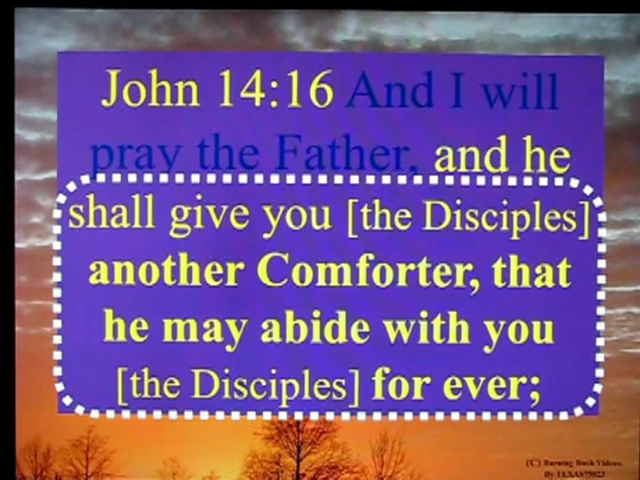 John 14:16 And I will
pray the Father, and he
shall give you [the Disciples]
another Comforter, that
he may abide with you
[the Disciples] for ever;
(C) Burning Bush Videos.